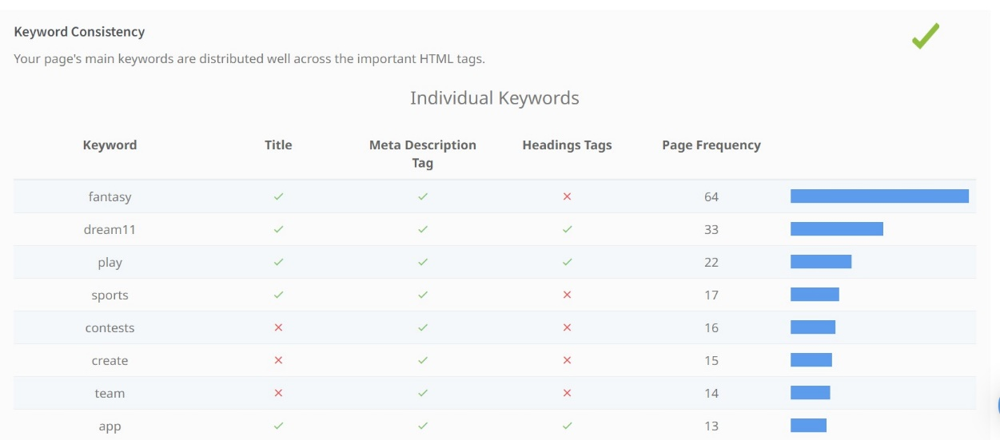 Keyword Consistency
Your page's main keywords are distributed well across the important HTML tags.
Individual Keywords
Keyword Title Meta Description Tag Headings Tags Page Frequency
fantasy ✓ ✓ ✕ 64
dream11 ✓ ✓ ✓ 33
play ✓ ✓ ✓ 22
sports ✓ ✓ ✕ 17
contests ✕ ✓ ✕ 16
create ✕ ✓ ✕ 15
team ✕ ✓ ✕ 14
app ✓ ✓ ✓ 13